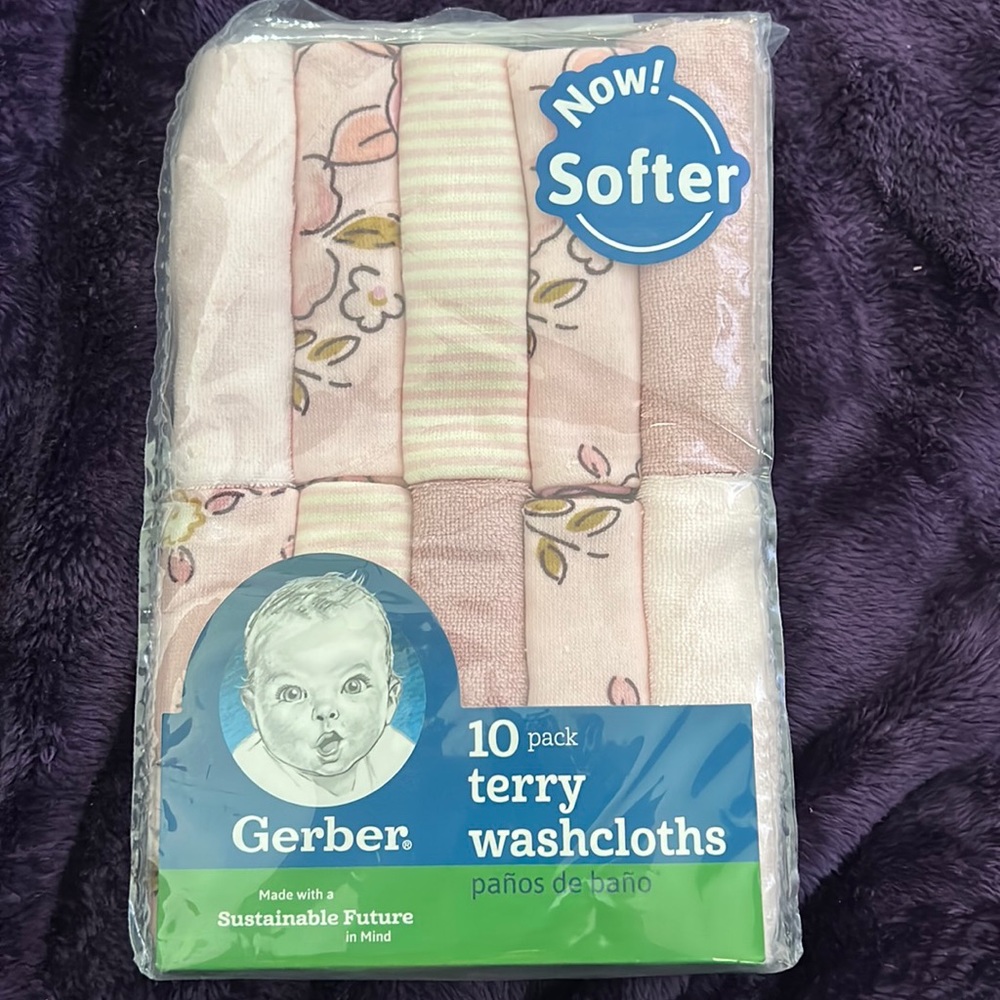 Now!
Softer
10 pack
terry
washcloths
paños de baño
Gerber®
Made with a
Sustainable Future
in Mind